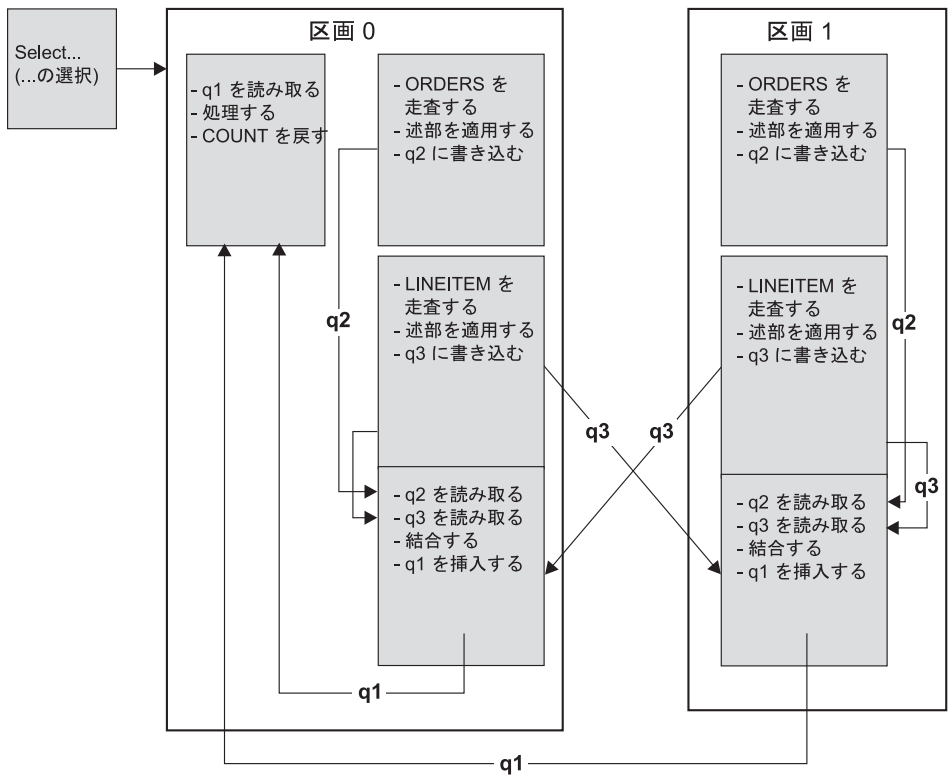 Select...
(...の選択)
区画 0
- q1 を読み取る
- 処理する
- COUNT を戻す
- ORDERS を
走査する
- 述部を適用する
- q2 に書き込む
q2
- LINEITEM を
走査する
- 述部を適用する
- q3 に書き込む
- q2 を読み取る
- q3 を読み取る
- 結合する
- q1 を挿入する
q1
q3
q3
区画 1
- ORDERS を
走査する
- 述部を適用する
- q2 に書き込む
q2
- LINEITEM を
走査する
- 述部を適用する
- q3 に書き込む
q3
- q2 を読み取る
- q3 を読み取る
- 結合する
- q1 を挿入する
q1